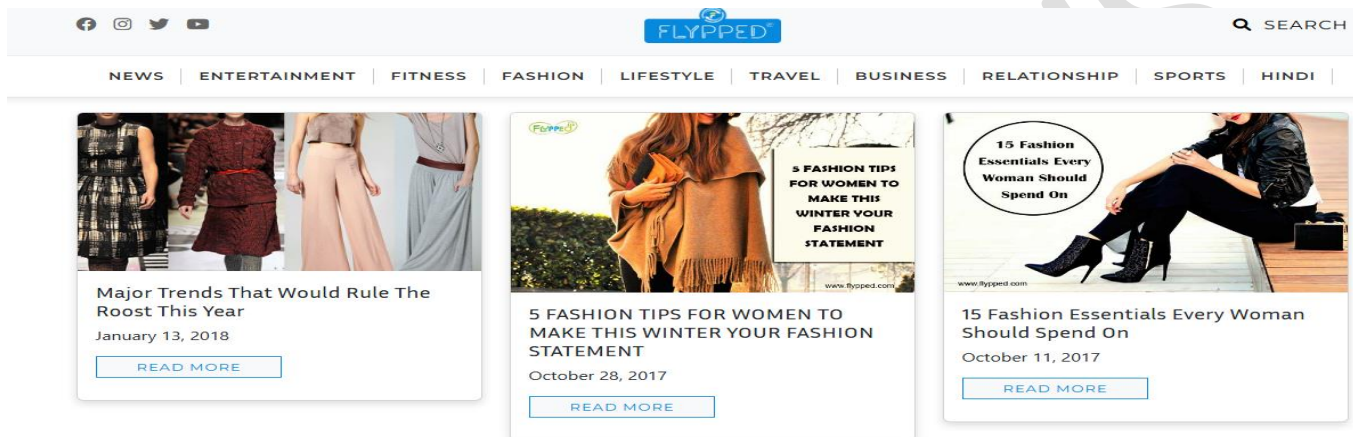 FLYPPED
SEARCH
NEWS ENTERTAINMENT FITNESS FASHION LIFESTYLE TRAVEL BUSINESS RELATIONSHIP SPORTS HINDI
Major Trends That Would Rule The
Roost This Year
January 13, 2018
READ MORE
FLYPPED
5 FASHION TIPS
FOR WOMEN TO
MAKE THIS
WINTER YOUR
FASHION
STATEMENT
www.flypped.com
5 FASHION TIPS FOR WOMEN TO
MAKE THIS WINTER YOUR FASHION
STATEMENT
October 28, 2017
READ MORE
15 Fashion
Essentials Every
Woman Should
Spend On
www.flypped.com
15 Fashion Essentials Every Woman
Should Spend On
October 11, 2017
READ MORE